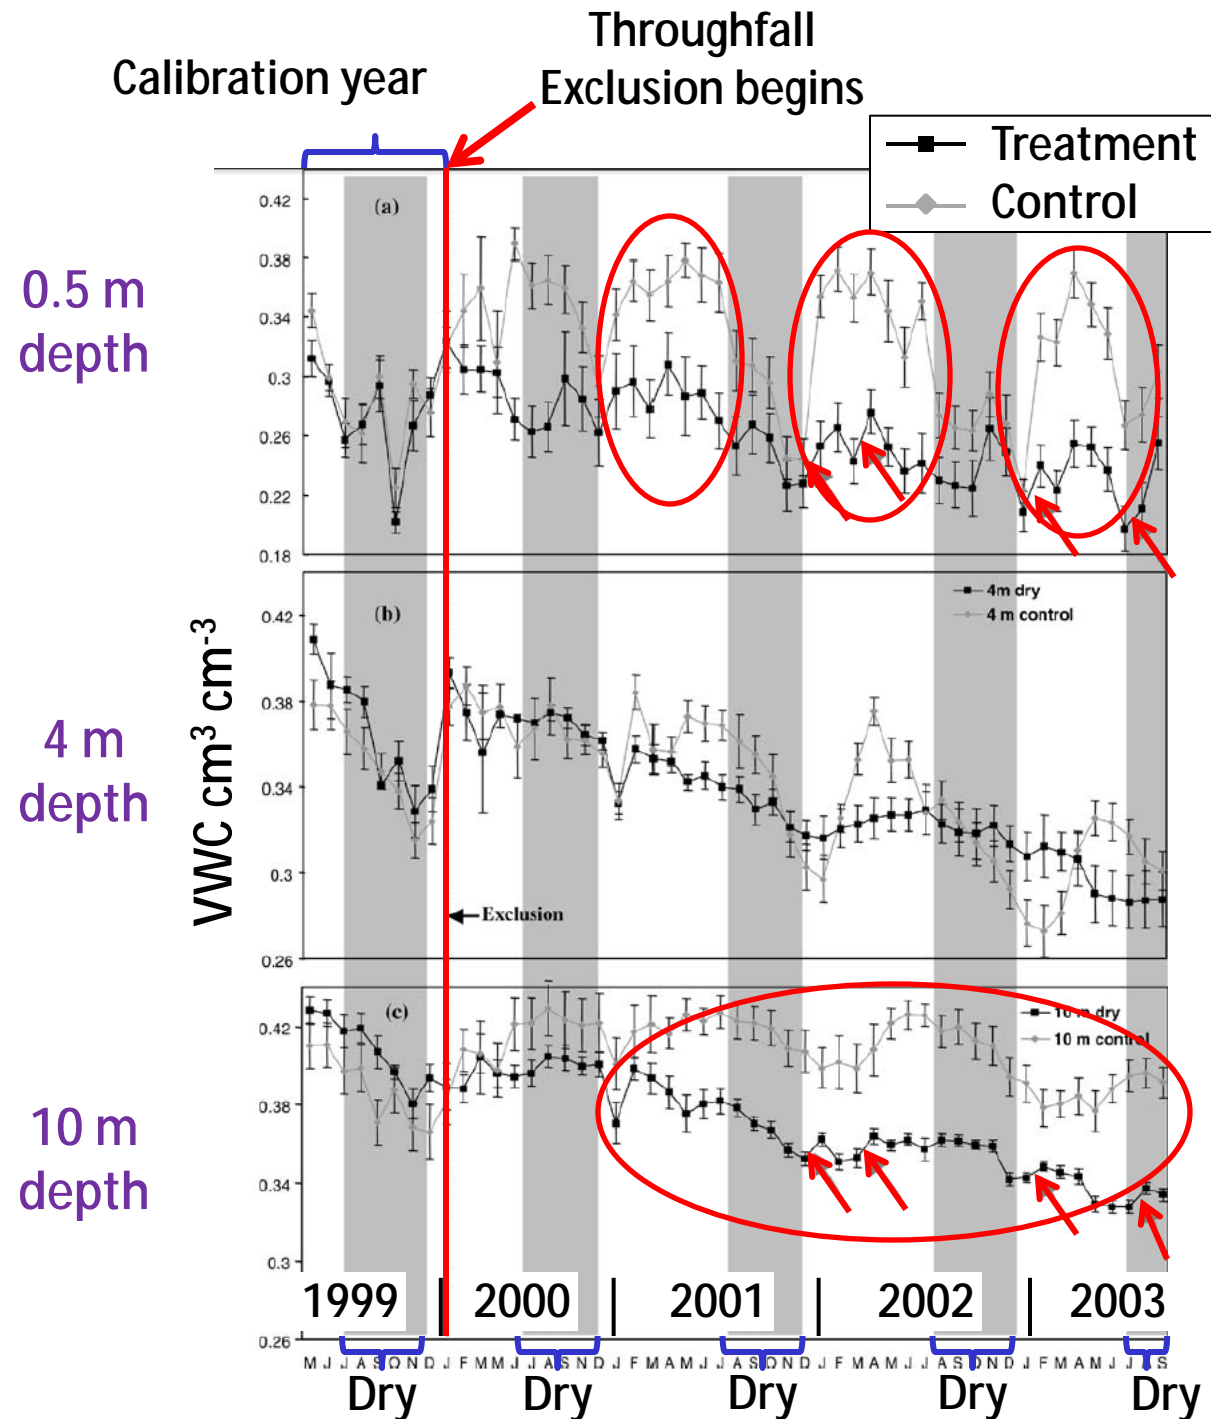 Throughfall
Exclusion begins
Calibration year
Treatment
Control
0.5 m
depth
(a)
0.42
0.38
0.34
0.3
0.26
0.22
0.18
4 m
depth
VWC cm³ cm⁻³
(b)
4m dry
4 m control
0.42
0.38
0.34
0.3
0.26
Exclusion
10 m
depth
(c)
10 m dry
10 m control
0.42
0.38
0.34
0.3
0.26
1999 | 2000 | 2001 | 2002 | 2003
M J J A S O N D J F M M J J A S N D J F M A M J J A S O N D J F M A M J J A S O N D J F M A M J J A S
Dry Dry Dry Dry Dry